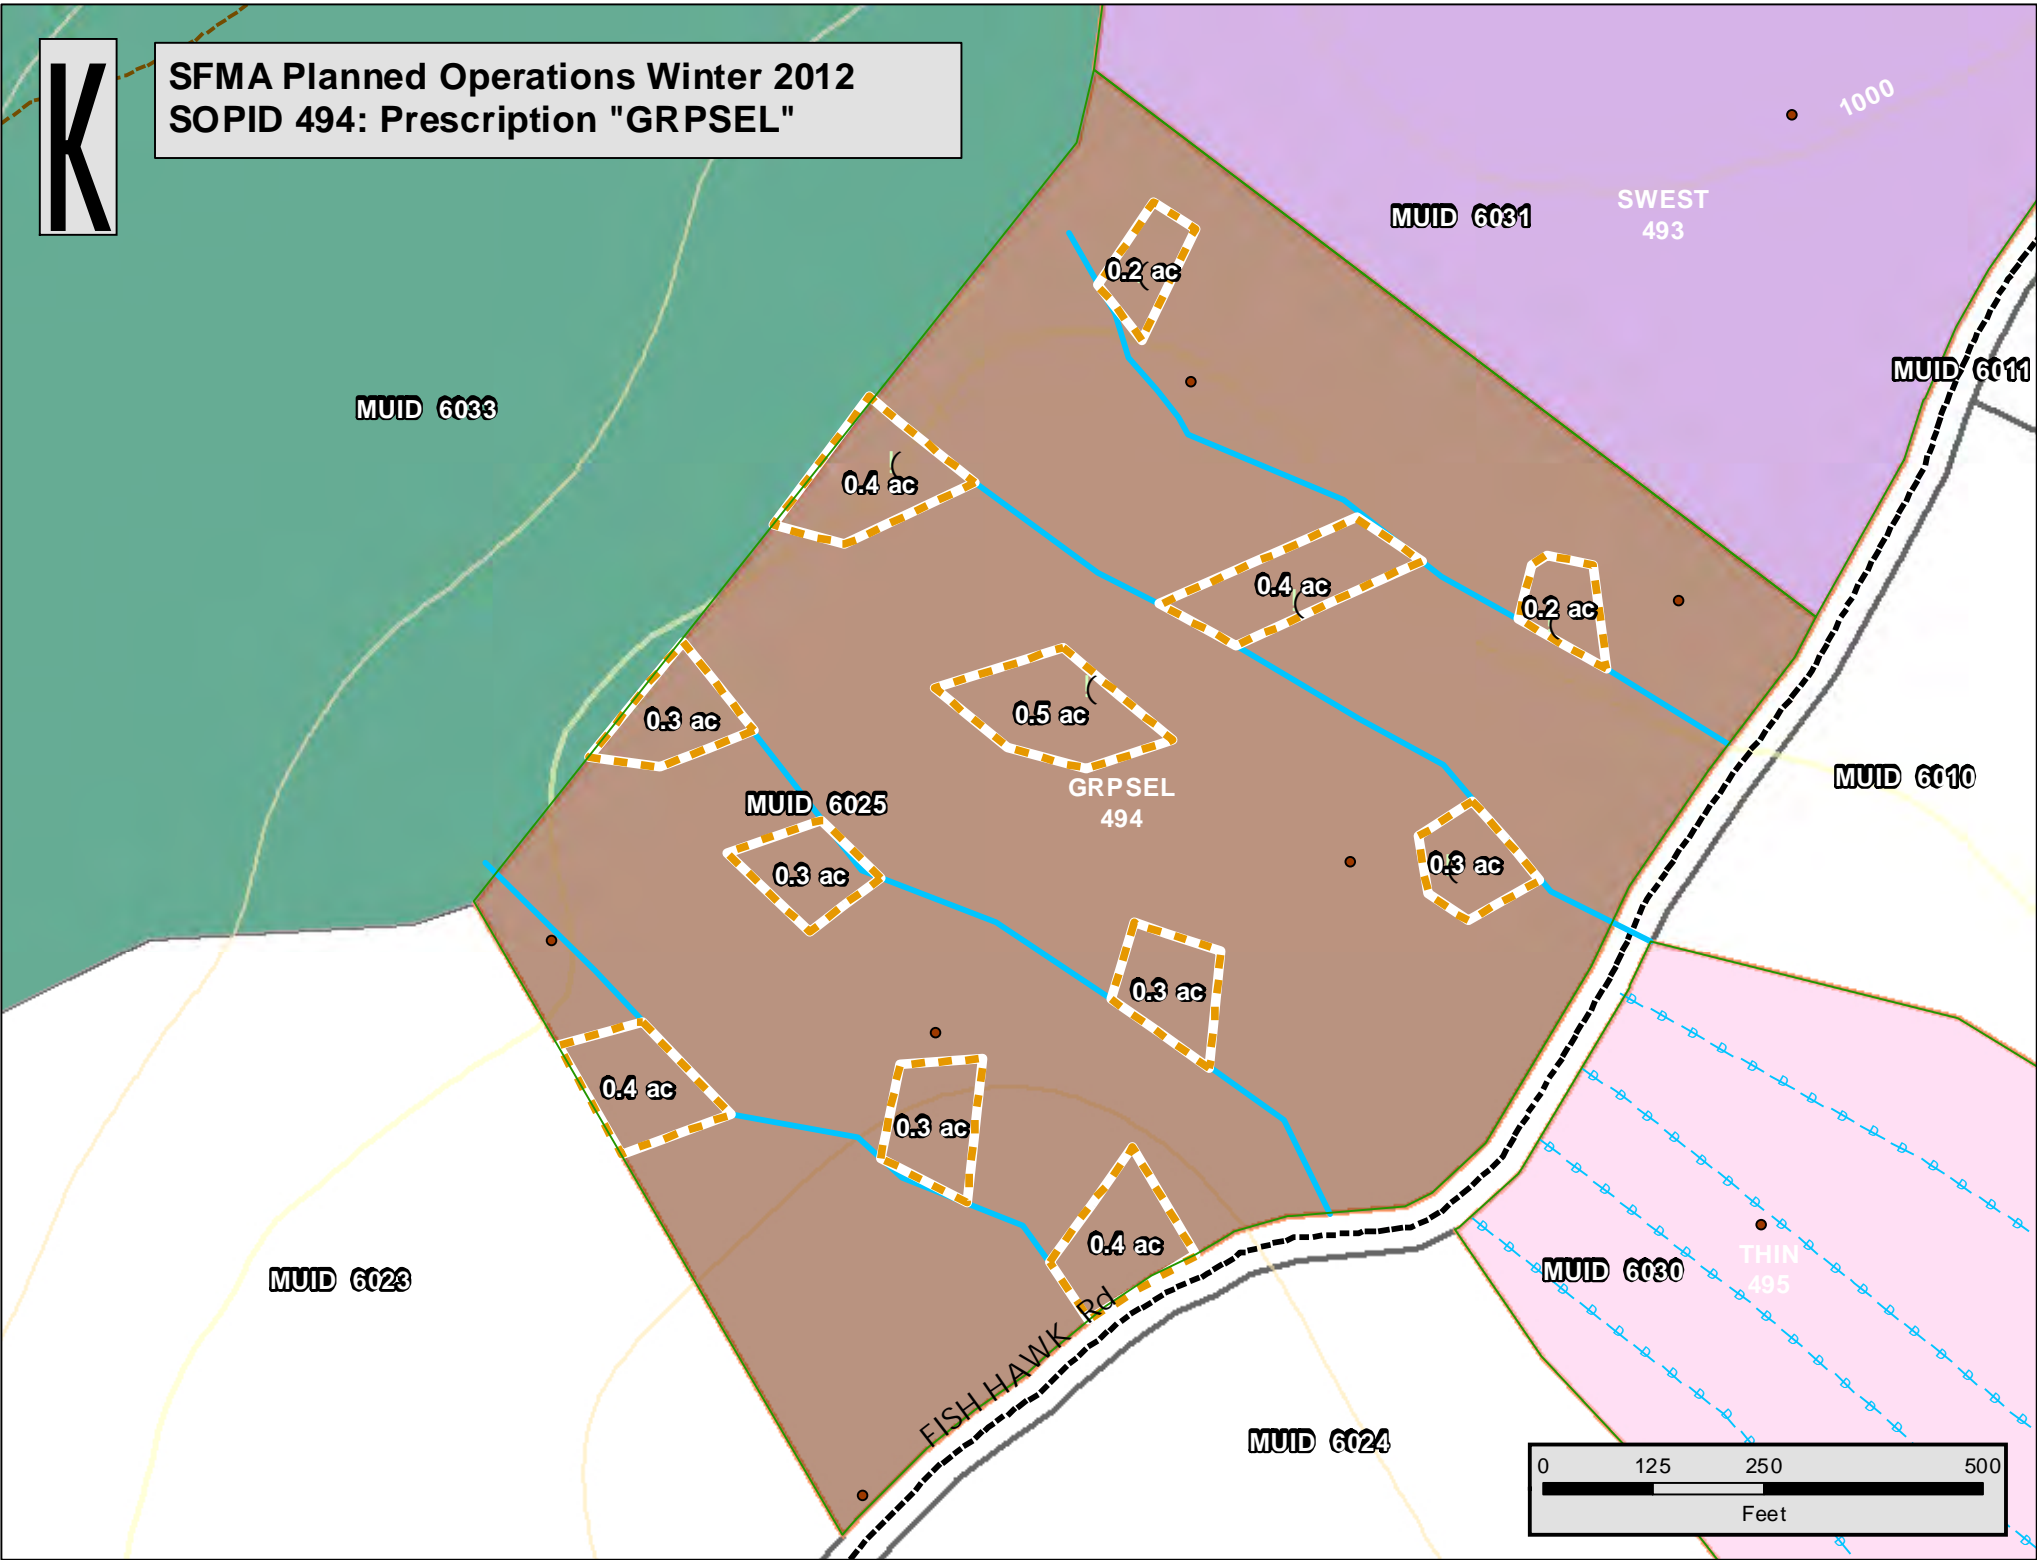 K
SFMA Planned Operations Winter 2012
SOPID 494: Prescription "GRPSEL"
1000
SWEST
493
MUID 6031
0.2 ac
MUID 6011
MUID 6033
0.4 ac
0.4 ac
0.2 ac
0.3 ac
0.5 ac
MUID 6010
GRPSEL
494
MUID 6025
0.3 ac
0.3 ac
0.3 ac
0.4 ac
0.3 ac
0.4 ac
THIN
495
MUID 6030
MUID 6023
FISH HAWK Rd
MUID 6024
0 125 250 500
Feet